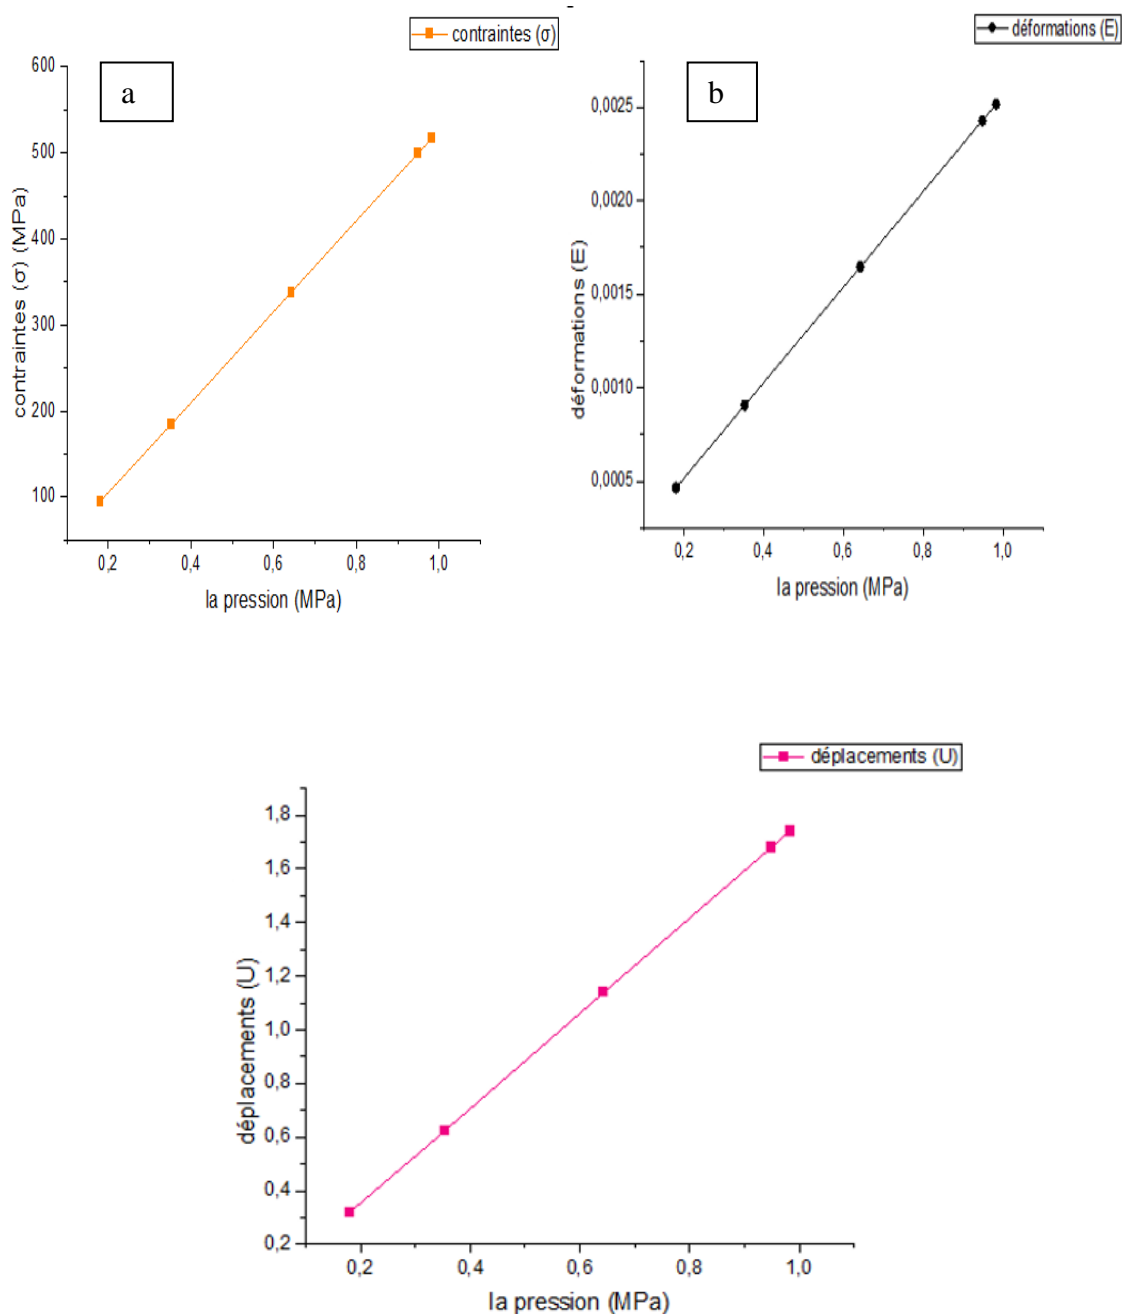 contraintes (σ)
a
600
500
400
300
200
100
contraintes (σ) (MPa)
0,2 0,4 0,6 0,8 1,0
la pression (MPa)
déformations (E)
b
0,0025
0,0020
0,0015
0,0010
0,0005
déformations (E)
0,2 0,4 0,6 0,8 1,0
la pression (MPa)
déplacements (U)
1,8
1,6
1,4
1,2
1,0
0,8
0,6
0,4
0,2
déplacements (U)
0,2 0,4 0,6 0,8 1,0
la pression (MPa)